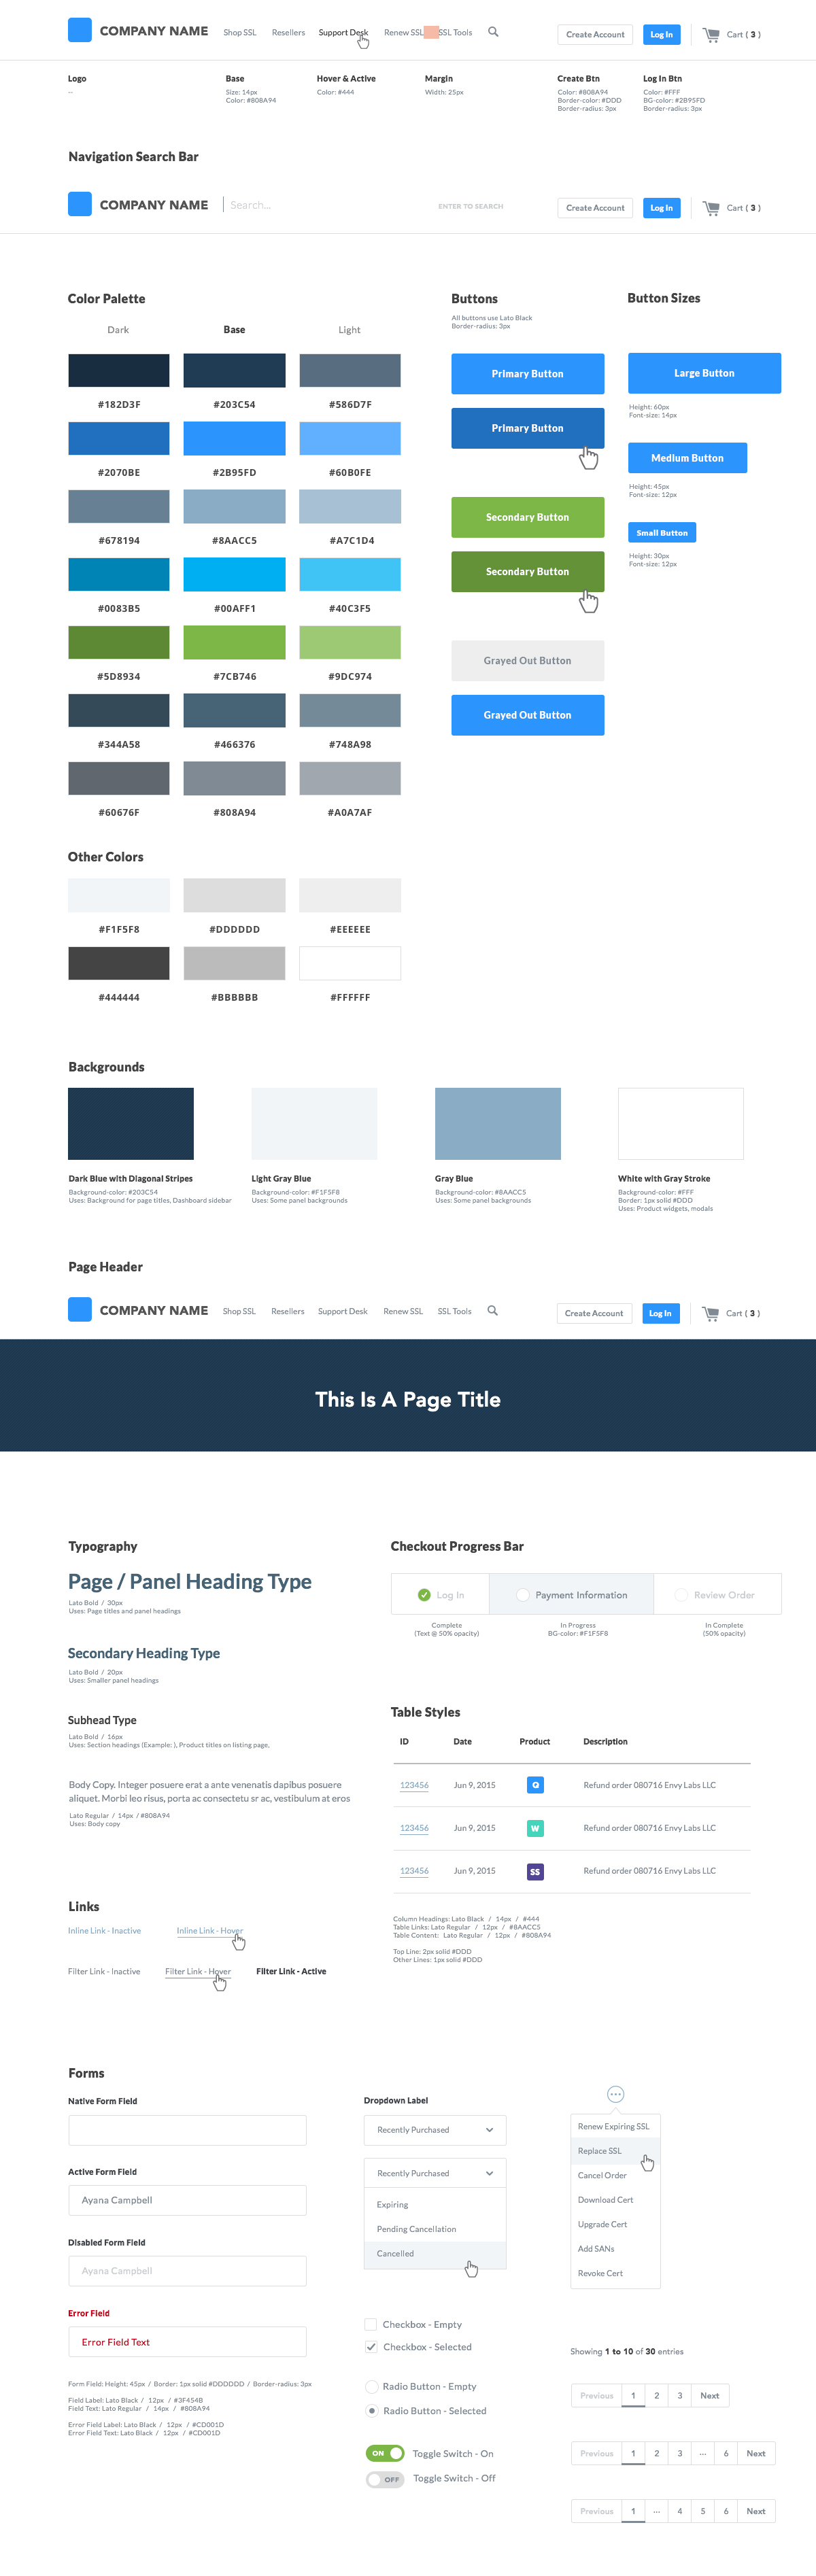 COMPANY NAME Shop SSL Resellers Support Desk Renew SSL SSL Tools Create Account Log In Cart ( 3 )
Logo
...
Base
Size: 14px
Color: #808A94
Hover & Active
Color: #444
Margin
Width: 25px
Create Btn
Color: #808A94
Border-color: #DDD
Border-radius: 3px
Log In Btn
Color: #FFF
BG-color: #2B95FD
Border-radius: 3px
Navigation Search Bar
COMPANY NAME Search... ENTER TO SEARCH Create Account Log In Cart ( 3 )
Color Palette
Dark Base Light
#182D3F #203C54 #586D7F
#2070BE #2B95FD #60B0FE
#678194 #8AACC5 #A7C1D4
#0083B5 #00AFF1 #40C3F5
#5D8934 #7CB746 #9DC974
#344A58 #466376 #748A98
#60676F #808A94 #A0A7AF
Other Colors
#F1F5F8 #DDDDDD #EEEEEE
#444444 #BBBBBB #FFFFFF
Buttons
All buttons use Lato Black
Border-radius: 3px
Primary Button
Primary Button
Secondary Button
Secondary Button
Grayed Out Button
Grayed Out Button
Button Sizes
Large Button
Height: 60px
Font-size: 14px
Medium Button
Height: 45px
Font-size: 12px
Small Button
Height: 30px
Font-size: 12px
Backgrounds
Dark Blue with Diagonal Stripes
Background-color: #203C54
Uses: Background for page titles, Dashboard sidebar
Light Gray Blue
Background-color: #F1F5F8
Uses: Some panel backgrounds
Gray Blue
Background-color: #8AACC5
Uses: Some panel backgrounds
White with Gray Stroke
Background-color: #FFF
Border: 1px solid #DDD
Uses: Product widgets, modals
Page Header
COMPANY NAME Shop SSL Resellers Support Desk Renew SSL SSL Tools Create Account Log In Cart ( 3 )
This Is A Page Title
Typography
Page / Panel Heading Type
Lato Bold / 30px
Uses: Page titles and panel headings
Secondary Heading Type
Lato Bold / 20px
Uses: Smaller panel headings
Subhead Type
Lato Bold / 16px
Uses: Section headings (Example: ), Product titles on listing page,
Body Copy. Integer posuere erat a ante venenatis dapibus posuere
aliquet. Morbi leo risus, porta ac consectetu sr ac, vestibulum at eros
Lato Regular / 14px / #808A94
Uses: Body copy
Links
Inline Link - Inactive Inline Link - Hover
Filter Link - Inactive Filter Link - Hover Filter Link - Active
Checkout Progress Bar
Log In Payment Information Review Order
Complete
(Text @ 50% opacity)
In Progress
BG-color: #F1F5F8
In Complete
(50% opacity)
Table Styles
ID Date Product Description
123456 Jun 9, 2015 Q Refund order 080716 Envy Labs LLC
123456 Jun 9, 2015 W Refund order 080716 Envy Labs LLC
123456 Jun 9, 2015 SS Refund order 080716 Envy Labs LLC
Column Headings: Lato Black / 14px / #444
Table Links: Lato Regular / 12px / #8AACC5
Table Content: Lato Regular / 12px / #808A94
Top Line: 2px solid #DDD
Other Lines: 1px solid #DDD
Forms
Native Form Field
Active Form Field
Ayana Campbell
Disabled Form Field
Ayana Campbell
Error Field
Error Field Text
Form Field: Height: 45px / Border: 1px solid #DDDDDD / Border-radius: 3px
Field Label: Lato Black / 12px / #3F454B
Field Text: Lato Regular / 14px / #808A94
Error Field Label: Lato Black / 12px / #CD001D
Error Field Text: Lato Black / 12px / #CD001D
Dropdown Label
Recently Purchased
Recently Purchased
Expiring
Pending Cancellation
Cancelled
Checkbox - Empty
Checkbox - Selected
Radio Button - Empty
Radio Button - Selected
ON Toggle Switch - On
OFF Toggle Switch - Off
Renew Expiring SSL
Replace SSL
Cancel Order
Download Cert
Upgrade Cert
Add SANs
Revoke Cert
Showing 1 to 10 of 30 entries
Previous 1 2 3 Next
Previous 1 2 3 ... 6 Next
Previous 1 ... 4 5 6 Next